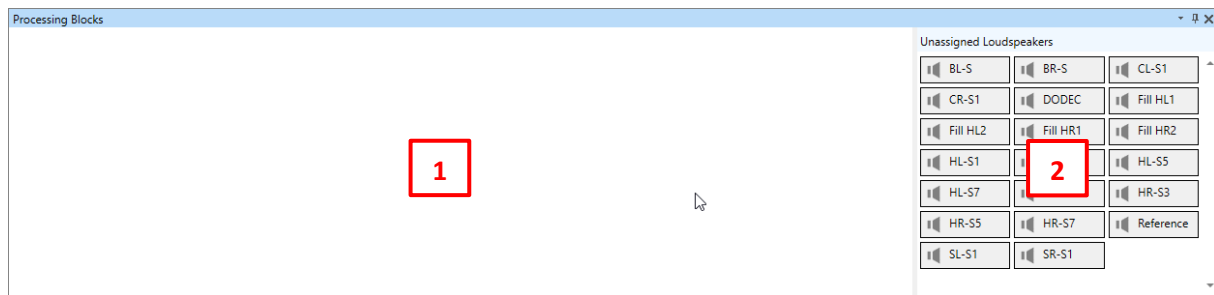 Processing Blocks
Unassigned Loudspeakers
BL-S BR-S CL-S1
CR-S1 DODEC Fill HL1
Fill HL2 Fill HR1 Fill HR2
HL-S1 HL-S5
1 2
HL-S7 HR-S3
HR-S5 HR-S7 Reference
SL-S1 SR-S1